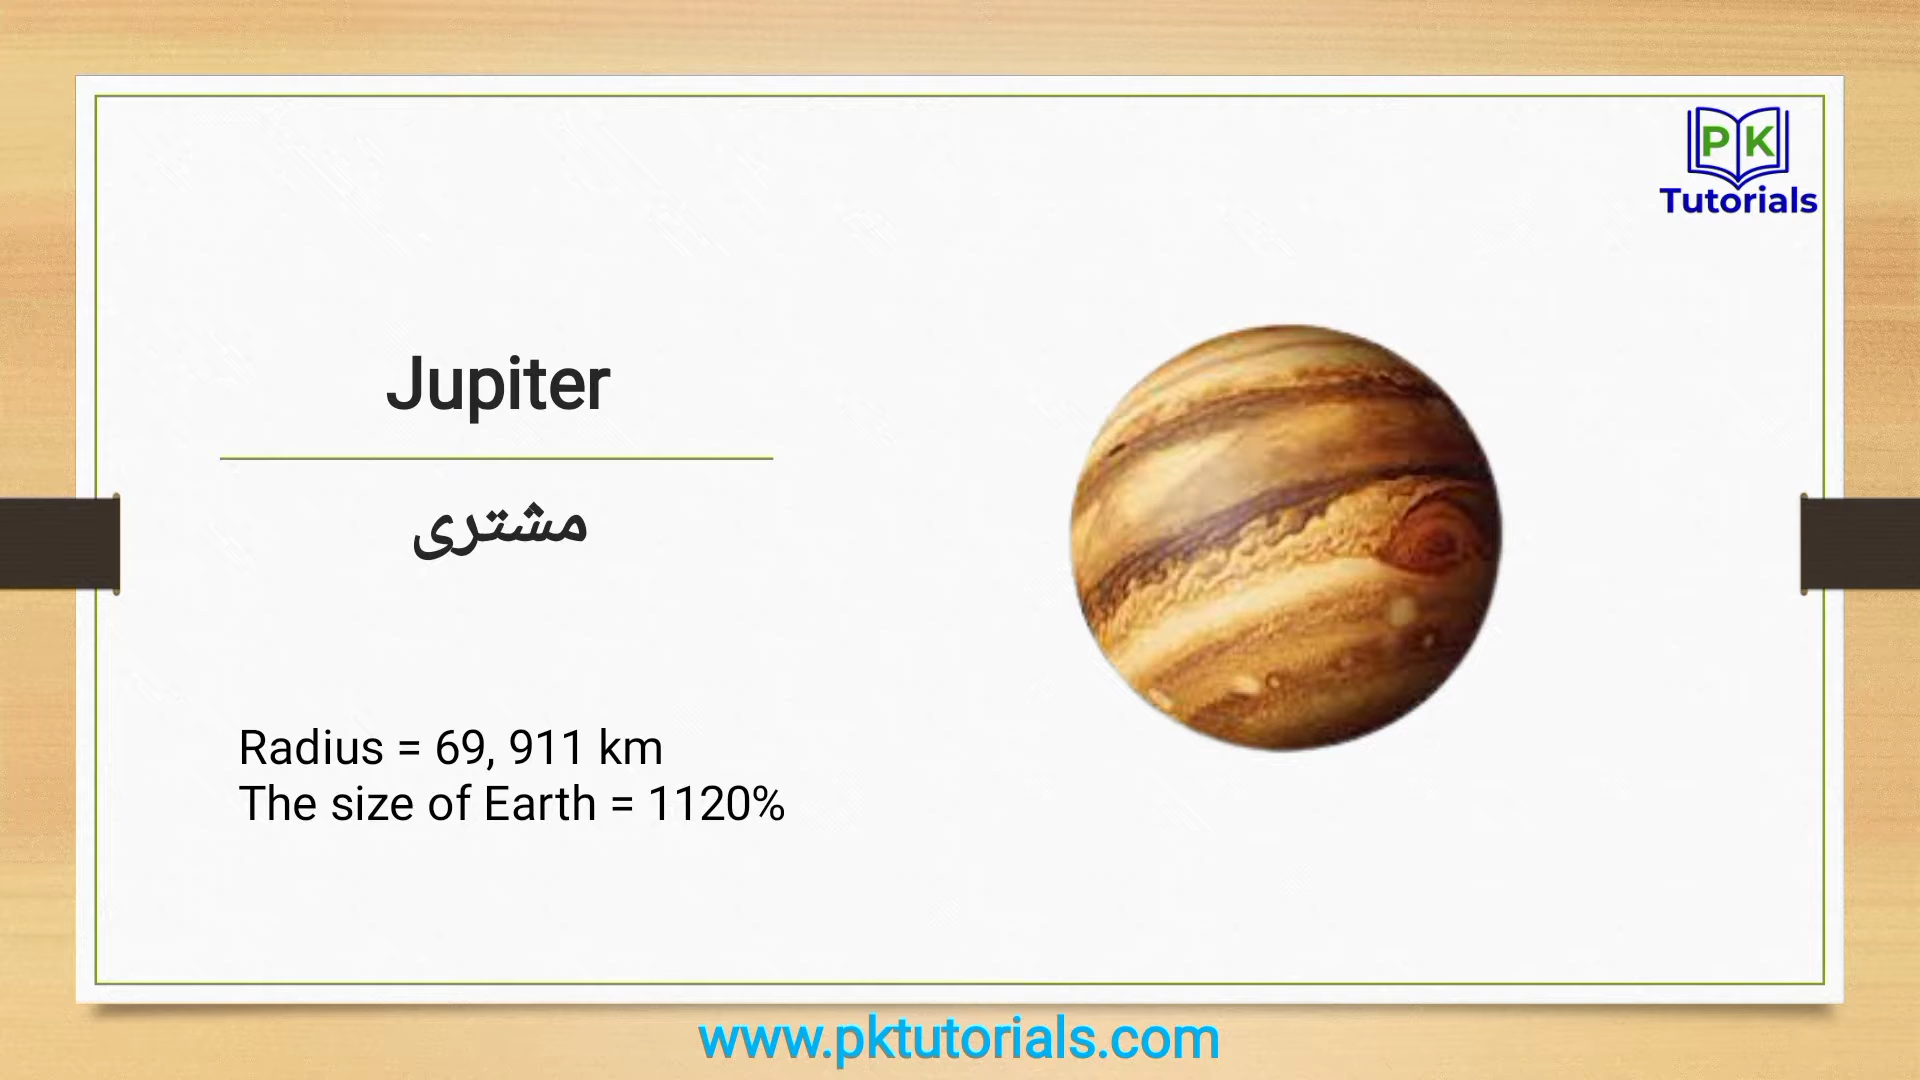 PK
Tutorials
Jupiter
مشتری
Radius = 69, 911 km
The size of Earth = 1120%
www.pktutorials.com